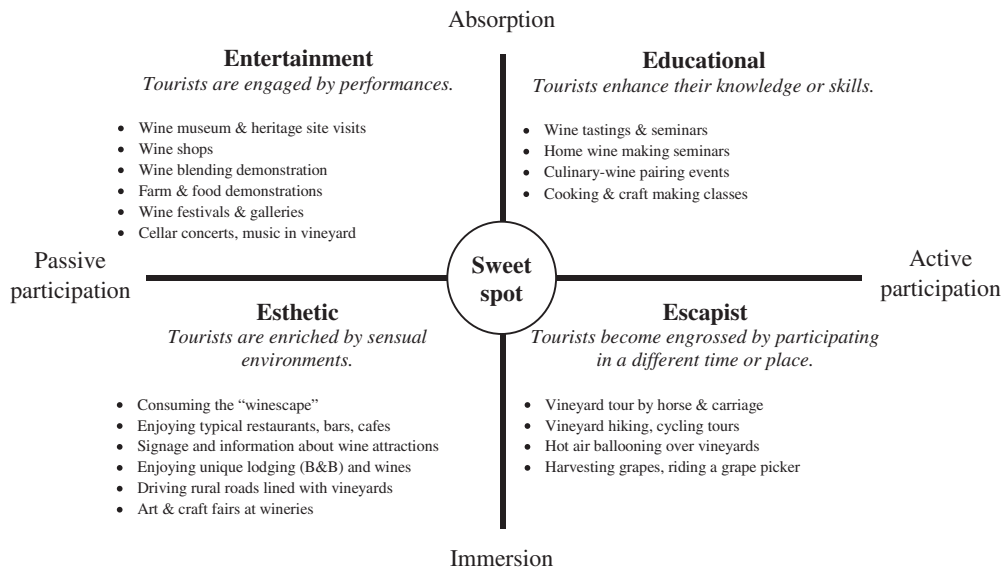 Absorption
Entertainment
Tourists are engaged by performances.
• Wine museum & heritage site visits
• Wine shops
• Wine blending demonstration
• Farm & food demonstrations
• Wine festivals & galleries
• Cellar concerts, music in vineyard
Educational
Tourists enhance their knowledge or skills.
• Wine tastings & seminars
• Home wine making seminars
• Culinary-wine pairing events
• Cooking & craft making classes
Passive
participation
Sweet
spot
Active
participation
Esthetic
Tourists are enriched by sensual
environments.
• Consuming the “winescape”
• Enjoying typical restaurants, bars, cafes
• Signage and information about wine attractions
• Enjoying unique lodging (B&B) and wines
• Driving rural roads lined with vineyards
• Art & craft fairs at wineries
Escapist
Tourists become engrossed by participating
in a different time or place.
• Vineyard tour by horse & carriage
• Vineyard hiking, cycling tours
• Hot air ballooning over vineyards
• Harvesting grapes, riding a grape picker
Immersion